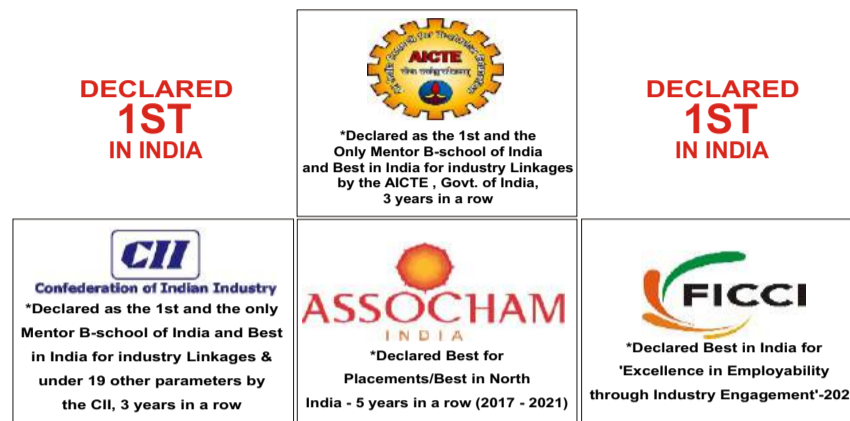 DECLARED
1ST
IN INDIA
AICTE
*Declared as the 1st and the
Only Mentor B-school of India
and Best in India for industry Linkages
by the AICTE , Govt. of India,
3 years in a row
DECLARED
1ST
IN INDIA
CII
Confederation of Indian Industry
*Declared as the 1st and the only
Mentor B-school of India and Best
in India for industry Linkages &
under 19 other parameters by
the CII, 3 years in a row
ASSOCHAM
INDIA
*Declared Best for
Placements/Best in North
India - 5 years in a row (2017 - 2021)
FICCI
*Declared Best in India for
'Excellence in Employability
through Industry Engagement'-202